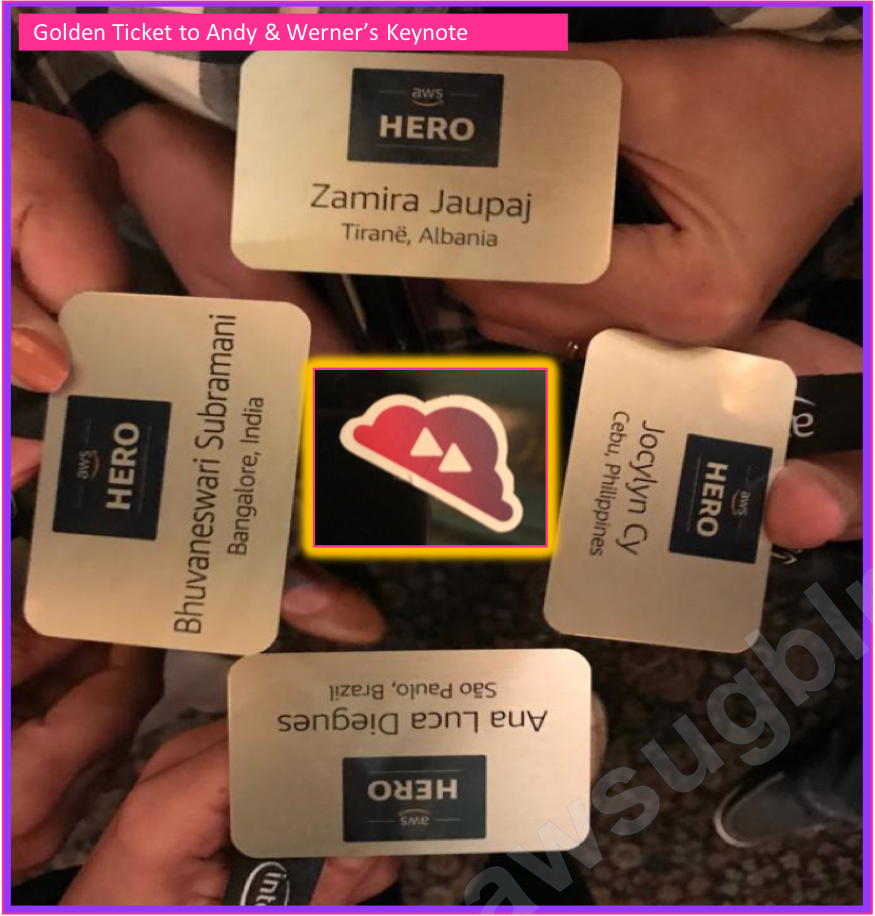 Golden Ticket to Andy & Werner's Keynote
aws
HERO
Zamira Jaupaj
Tiranë, Albania
aws
HERO
Bhuvaneswari Subramani
Bangalore, India
aws
HERO
Jocylyn Cy
Cebu, Philippines
aws
HERO
Ana Luca Diegues
São Paulo, Brazil
awsugblr